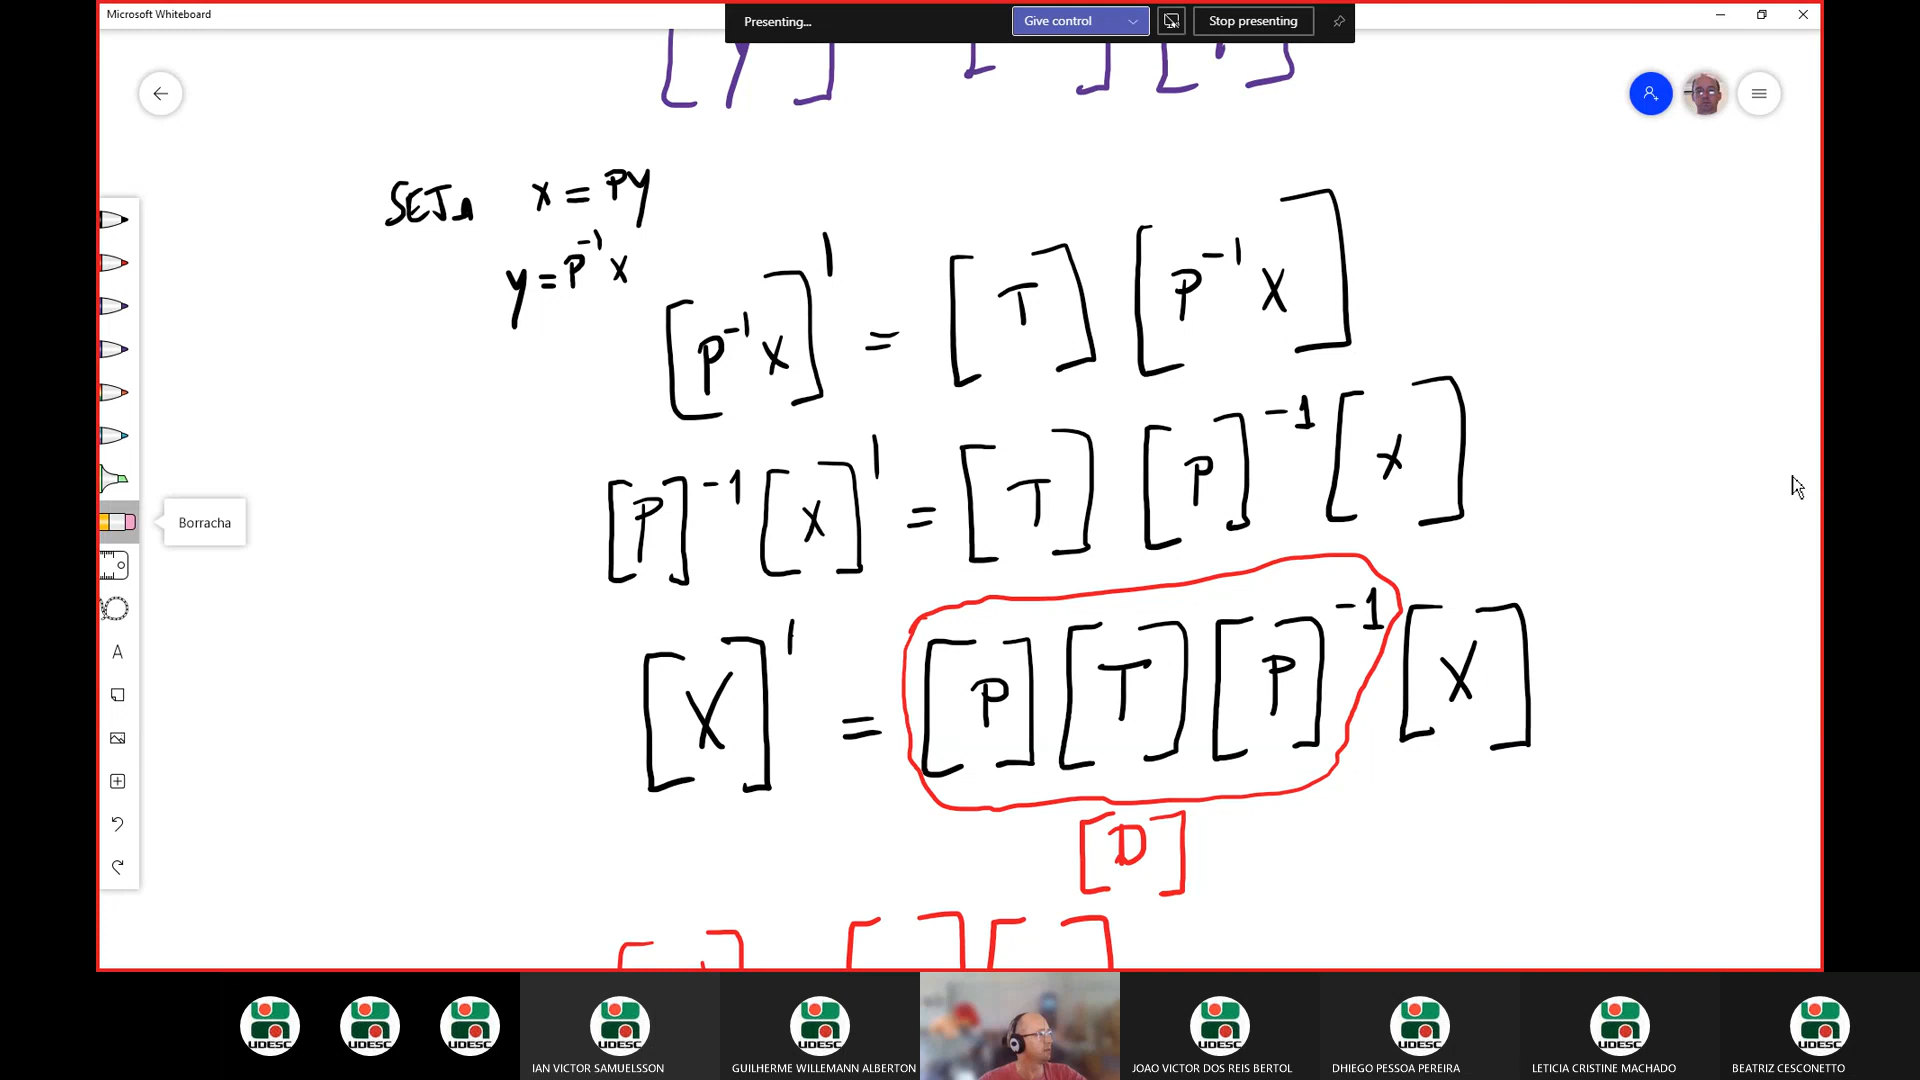 Microsoft Whiteboard
Presenting...
Give control
Stop presenting
[y] [ ] [ ]
SEJA x = Py
y = P⁻¹x
[P⁻¹x]' = [T] [P⁻¹x]
[P]⁻¹ [x]' = [T] [P]⁻¹ [x]
[X]' = [P] [T] [P]⁻¹ [X]
[D]
Borracha
A
UDESC
UDESC
UDESC
UDESC
UDESC
UDESC
UDESC
UDESC
UDESC
IAN VICTOR SAMUELSSON
GUILHERME WILLEMANN ALBERTON
JOAO VICTOR DOS REIS BERTOL
DHIEGO PESSOA PEREIRA
LETICIA CRISTINE MACHADO
BEATRIZ CESCONETTO